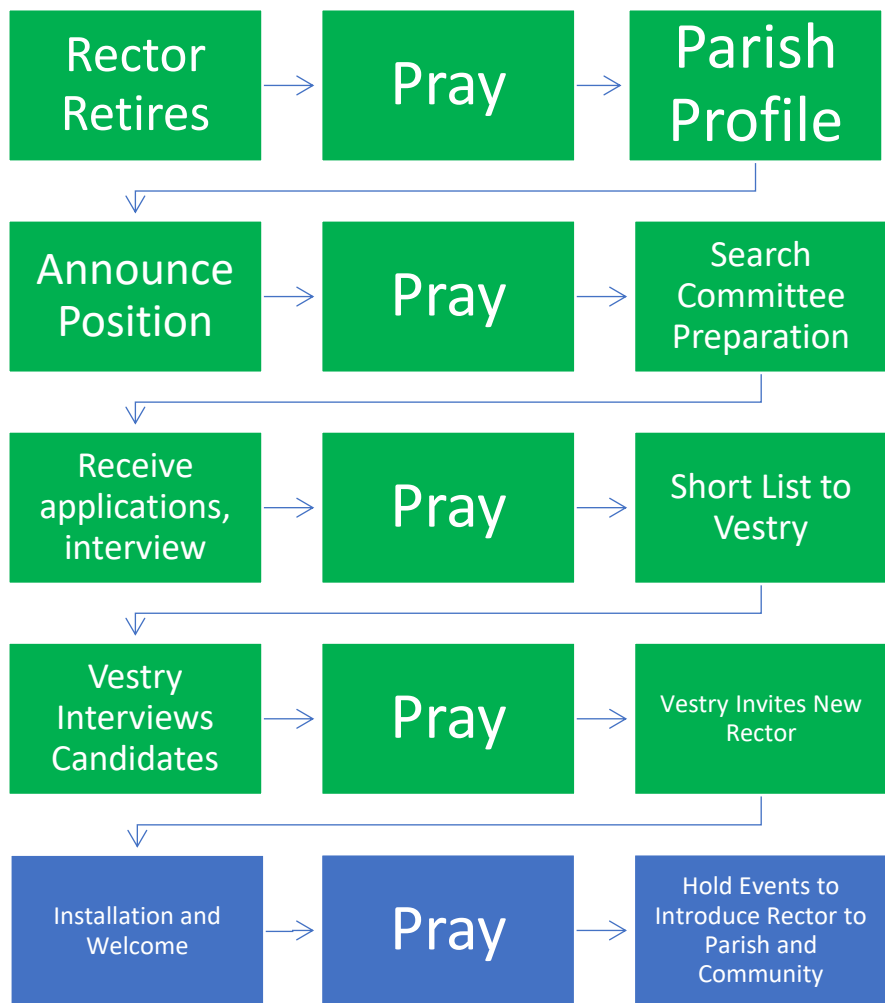 Rector
Retires
Pray
Parish
Profile
Announce
Position
Pray
Search
Committee
Preparation
Receive
applications,
interview
Pray
Short List to
Vestry
Vestry
Interviews
Candidates
Pray
Vestry Invites New
Rector
Installation and
Welcome
Pray
Hold Events to
Introduce Rector to
Parish and
Community